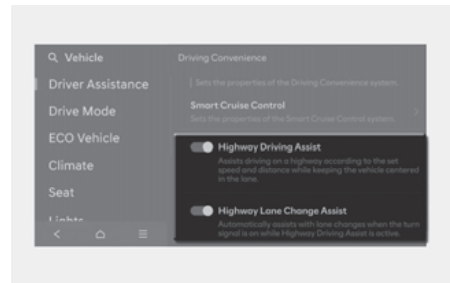 Vehicle
Driver Assistance
Drive Mode
ECO Vehicle
Climate
Seat
Lights
Driving Convenience
Sets the properties of the Driving Convenience system.
Smart Cruise Control
Sets the properties of the Smart Cruise Control system.
Highway Driving Assist
Assists driving on a highway according to the set
speed and distance while keeping the vehicle centered
in the lane.
Highway Lane Change Assist
Automatically assists with lane changes when the turn
signal is on while Highway Driving Assist is active.